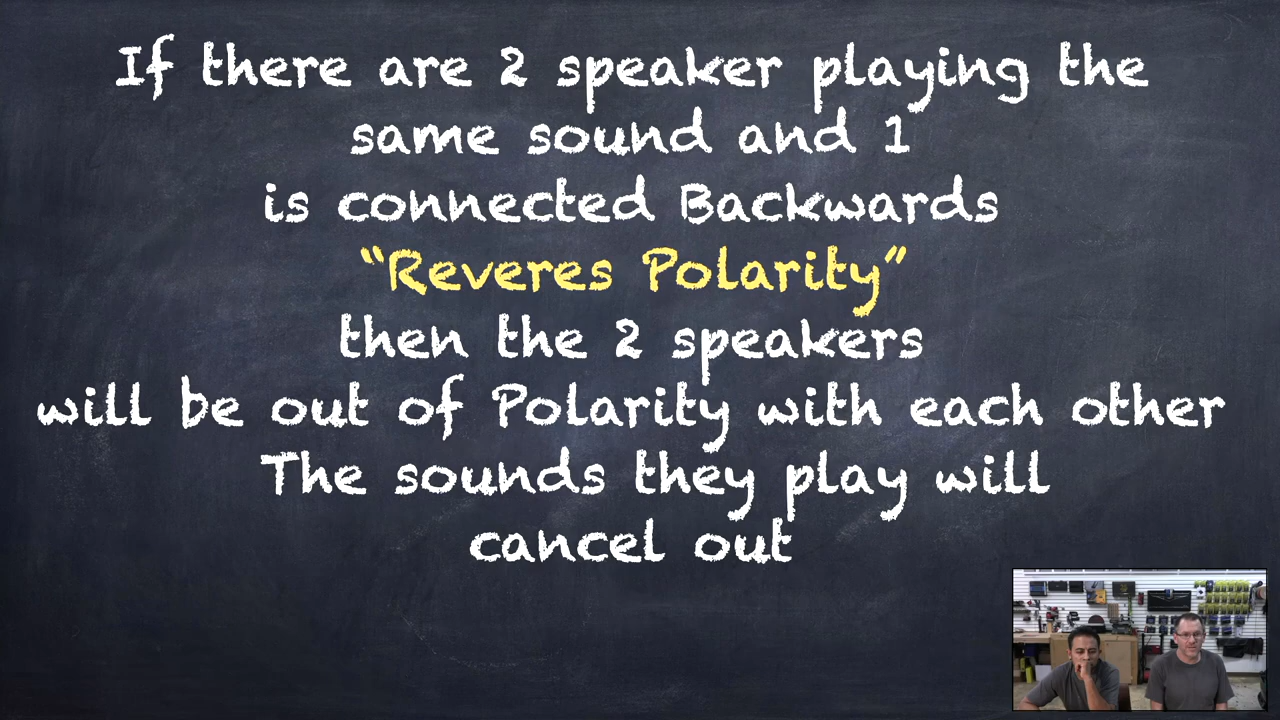 If there are 2 speaker playing the
same sound and 1
is connected Backwards
“Reveres Polarity”
then the 2 speakers
will be out of Polarity with each other
The sounds they play will
cancel out